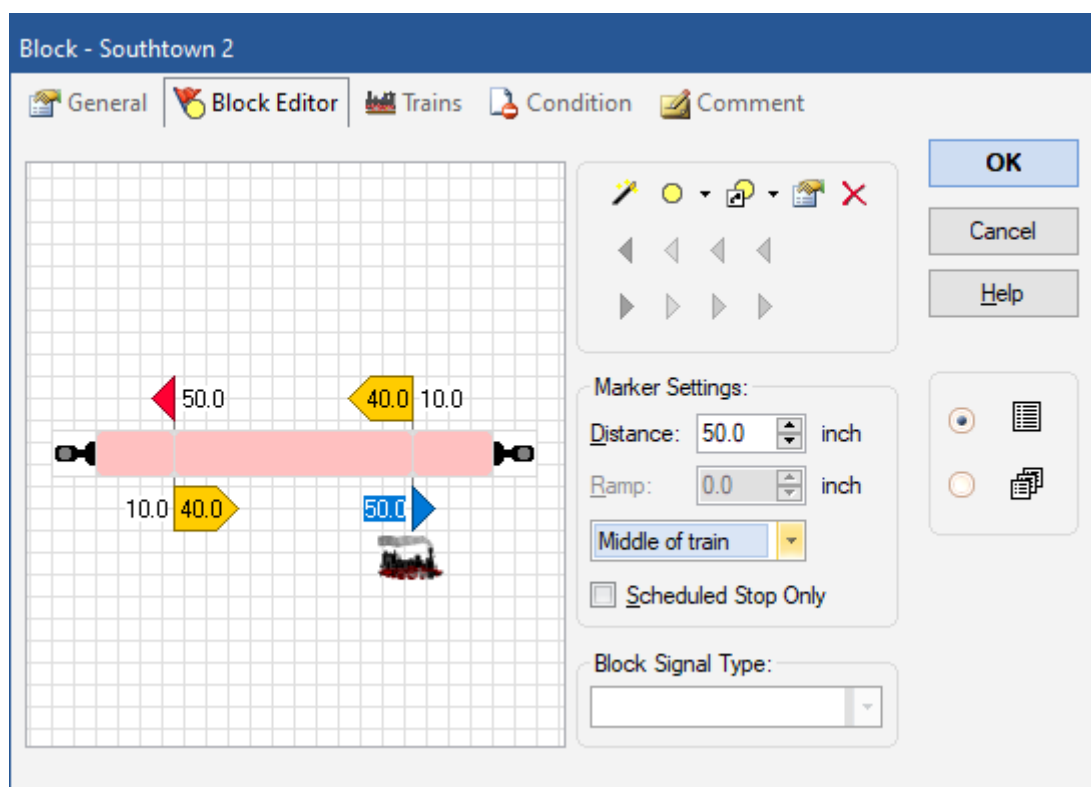 Block - Southtown 2
General Block Editor Trains Condition Comment
OK
Cancel
Help
50.0 40.0 10.0
10.0 40.0 50.0
Marker Settings:
Distance: 50.0 inch
Ramp: 0.0 inch
Middle of train
Scheduled Stop Only
Block Signal Type: